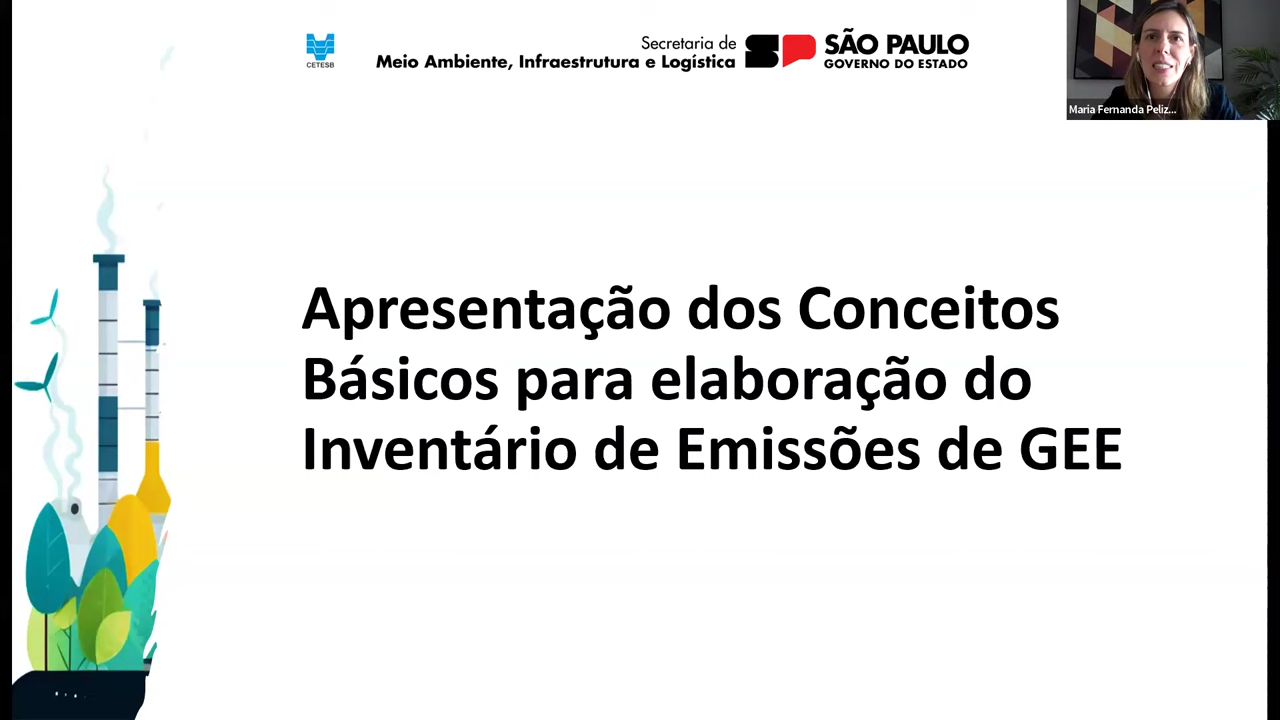 CETESB
Secretaria de
Meio Ambiente, Infraestrutura e Logística
SP
SÃO PAULO
GOVERNO DO ESTADO
Maria Fernanda Peliz...
Apresentação dos Conceitos
Básicos para elaboração do
Inventário de Emissões de GEE